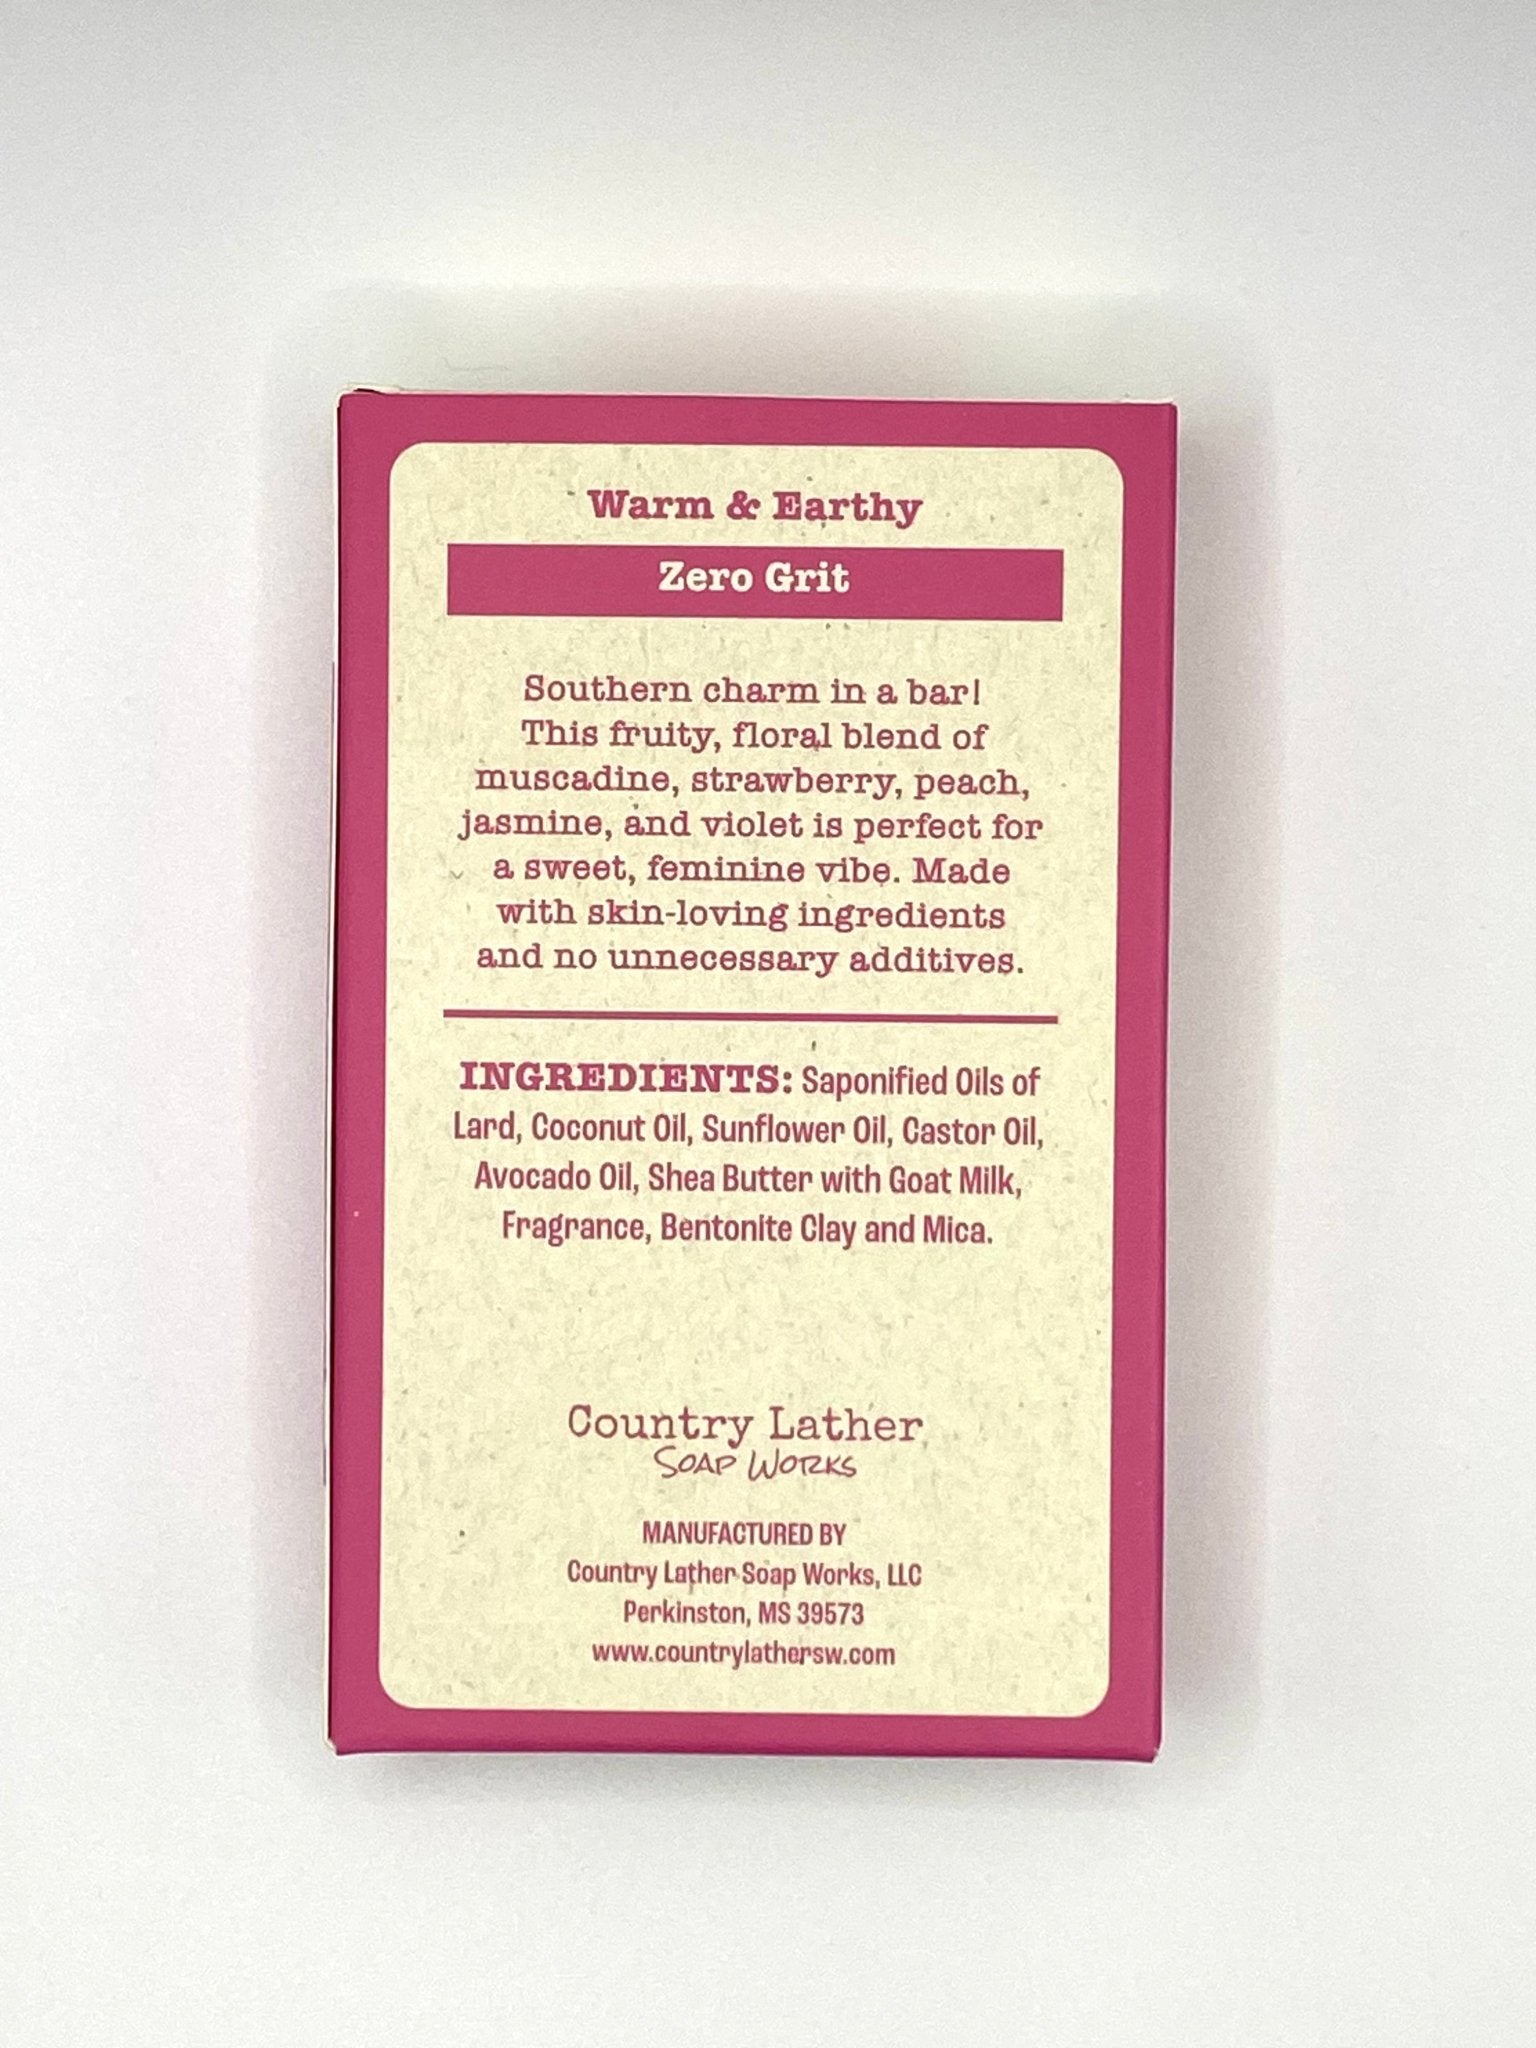 Warm & Earthy
Zero Grit
Southern charm in a bar!
This fruity, floral blend of
muscadine, strawberry, peach,
jasmine, and violet is perfect for
a sweet, feminine vibe. Made
with skin-loving ingredients
and no unnecessary additives.
INGREDIENTS: Saponified Oils of
Lard, Coconut Oil, Sunflower Oil, Castor Oil,
Avocado Oil, Shea Butter with Goat Milk,
Fragrance, Bentonite Clay and Mica.
Country Lather
SOAP WORKS
MANUFACTURED BY
Country Lather Soap Works, LLC
Perkinston, MS 39573
www.countrylathersw.com